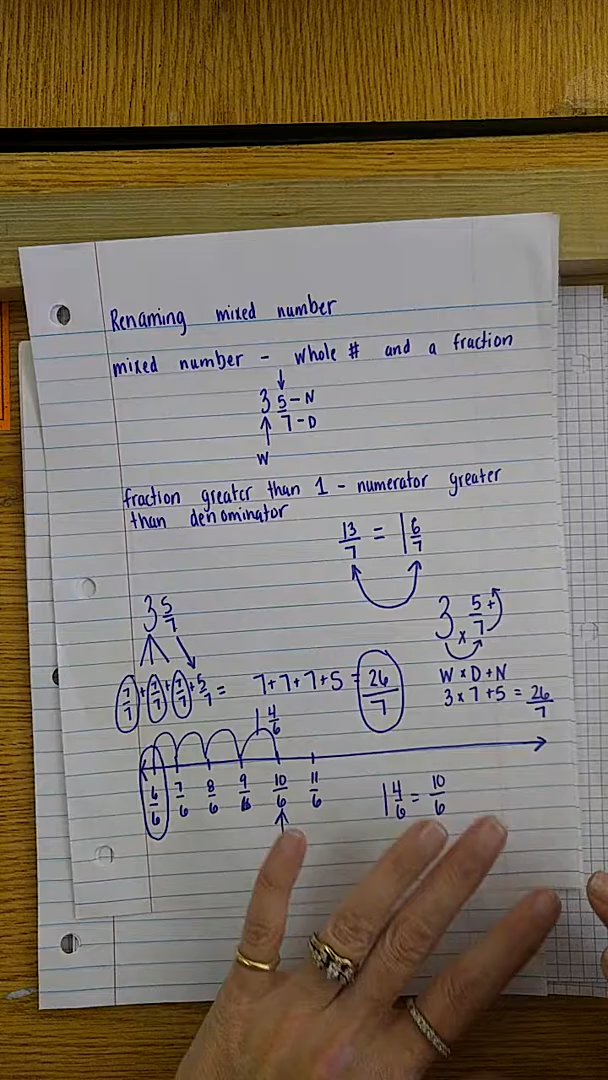 Renaming mixed number
mixed number - whole # and a fraction
3 5/7
5 - N
7 - D
W
fraction greater than 1 - numerator greater
than denominator
13/7 = 1 6/7
3 5/7
7/7 + 7/7 + 7/7 + 5/7 = 7+7+7+5 = 26/7
3 x 5/7 +
W x D + N
3 x 7 + 5 = 26/7
1 4/6
6/6 7/6 8/6 9/6 10/6 11/6
1 4/6 = 10/6